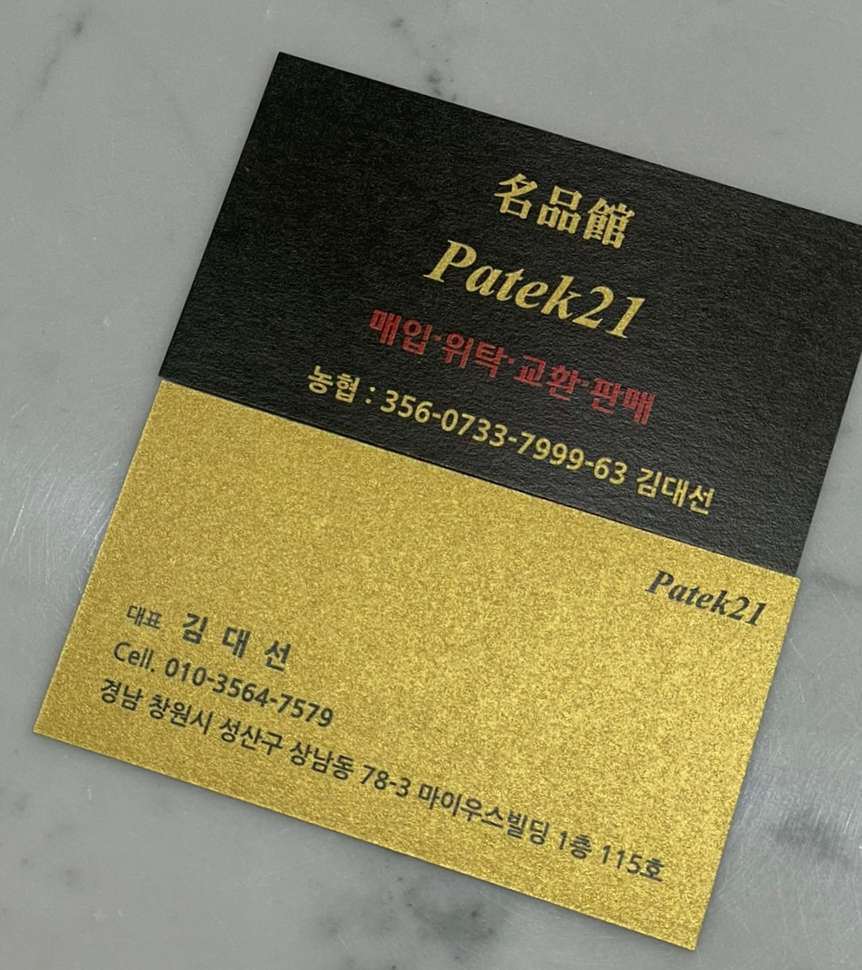 名品館
Patek21
매입·위탁·교환·판매
농협 : 356-0733-7999-63 김대선
Patek21
대표 김 대 선
Cell. 010-3564-7579
경남 창원시 성산구 상남동 78-3 마이우스빌딩 1층 115호